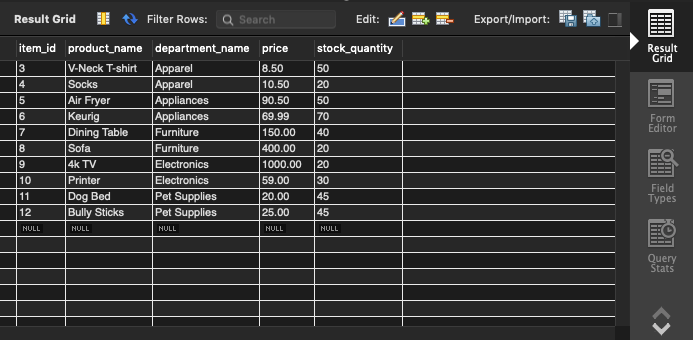 Result Grid Filter Rows: Search Edit: Export/Import:
item_id product_name department_name price stock_quantity
3 V-Neck T-shirt Apparel 8.50 50
4 Socks Apparel 10.50 20
5 Air Fryer Appliances 90.50 50
6 Keurig Appliances 69.99 70
7 Dining Table Furniture 150.00 40
8 Sofa Furniture 400.00 20
9 4k TV Electronics 1000.00 20
10 Printer Electronics 59.00 30
11 Dog Bed Pet Supplies 20.00 45
12 Bully Sticks Pet Supplies 25.00 45
NULL NULL NULL NULL NULL
Result
Grid
Form
Editor
Field
Types
Query
Stats